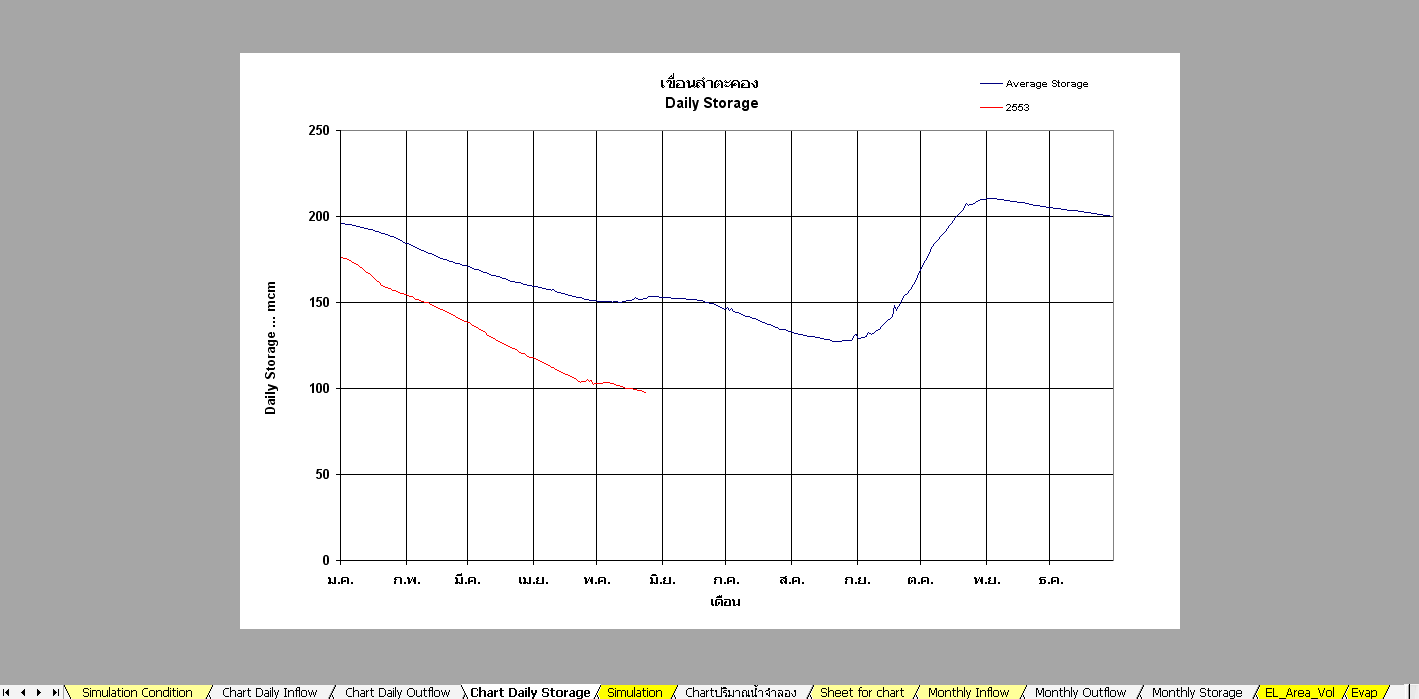 เขื่อนลำตะคอง
Daily Storage
Average Storage
2553
250
200
150
100
50
0
Daily Storage ... mcm
ม.ค. ก.พ. มี.ค. เม.ย. พ.ค. มิ.ย. ก.ค. ส.ค. ก.ย. ต.ค. พ.ย. ธ.ค.
เดือน
Simulation Condition Chart Daily Inflow Chart Daily Outflow Chart Daily Storage Simulation Chartปริมาณน้ำจำลอง Sheet for chart Monthly Inflow Monthly Outflow Monthly Storage EL_Area_Vol Evap